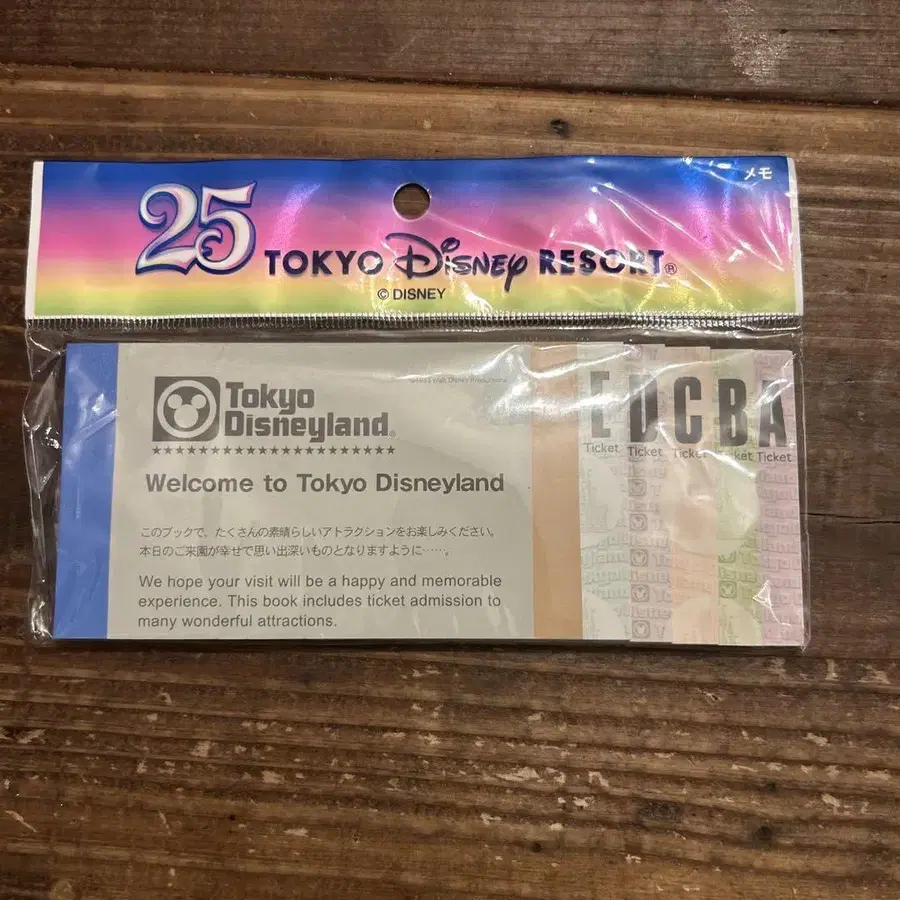 メモ
25 TOKYO DISNEY RESORT®
© DISNEY
Tokyo
Disneyland®
Welcome to Tokyo Disneyland
このブックで、たくさんの素晴らしいアトラクションをお楽しみください。
本日のご来園が幸せで思い出深いものとなりますように……。
We hope your visit will be a happy and memorable
experience. This book includes ticket admission to
many wonderful attractions.
Walt Disney Productions
E D C B A
Ticket Ticket Ticket Ticket Ticket